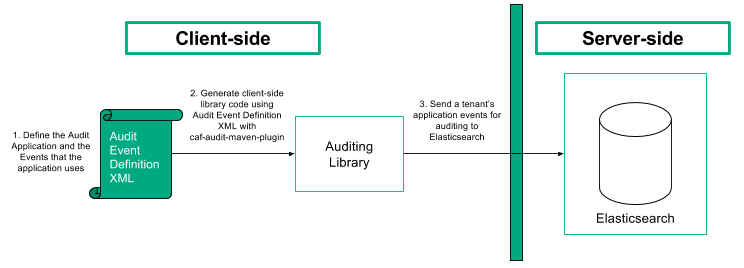 Client-side
Server-side
1. Define the Audit
Application and the
Events that the
application uses
Audit
Event
Definition
XML
2. Generate client-side
library code using
Audit Event Definition
XML with
caf-audit-maven-plugin
Auditing
Library
3. Send a tenant's
application events for
auditing to
Elasticsearch
Elasticsearch